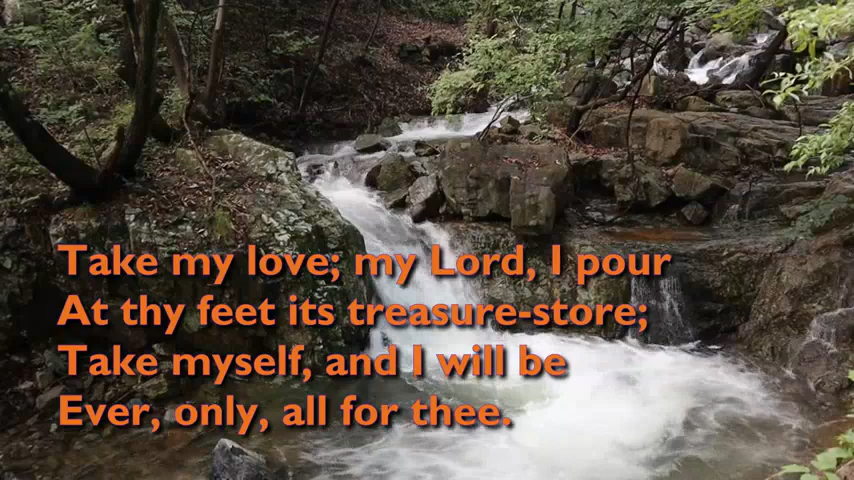 Take my love; my Lord, I pour
At thy feet its treasure-store;
Take myself, and I will be
Ever, only, all for thee.